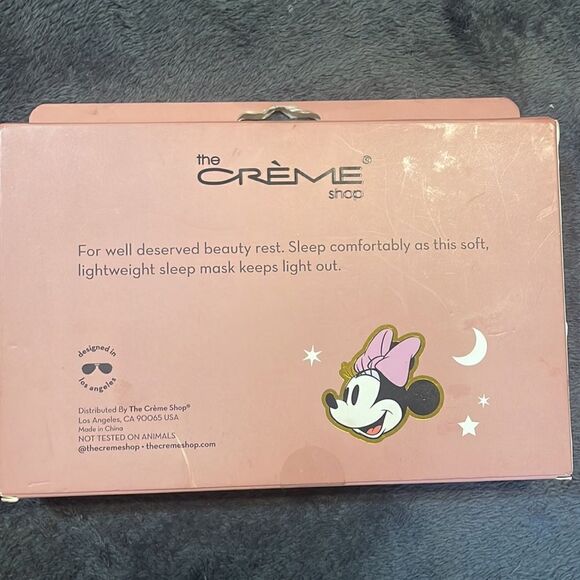 the
CRÈME®
shop
For well deserved beauty rest. Sleep comfortably as this soft,
lightweight sleep mask keeps light out.
designed in
los angeles
Distributed By The Crème Shop®
Los Angeles, CA 90065 USA
Made in China
NOT TESTED ON ANIMALS
@thecremeshop • thecremeshop.com